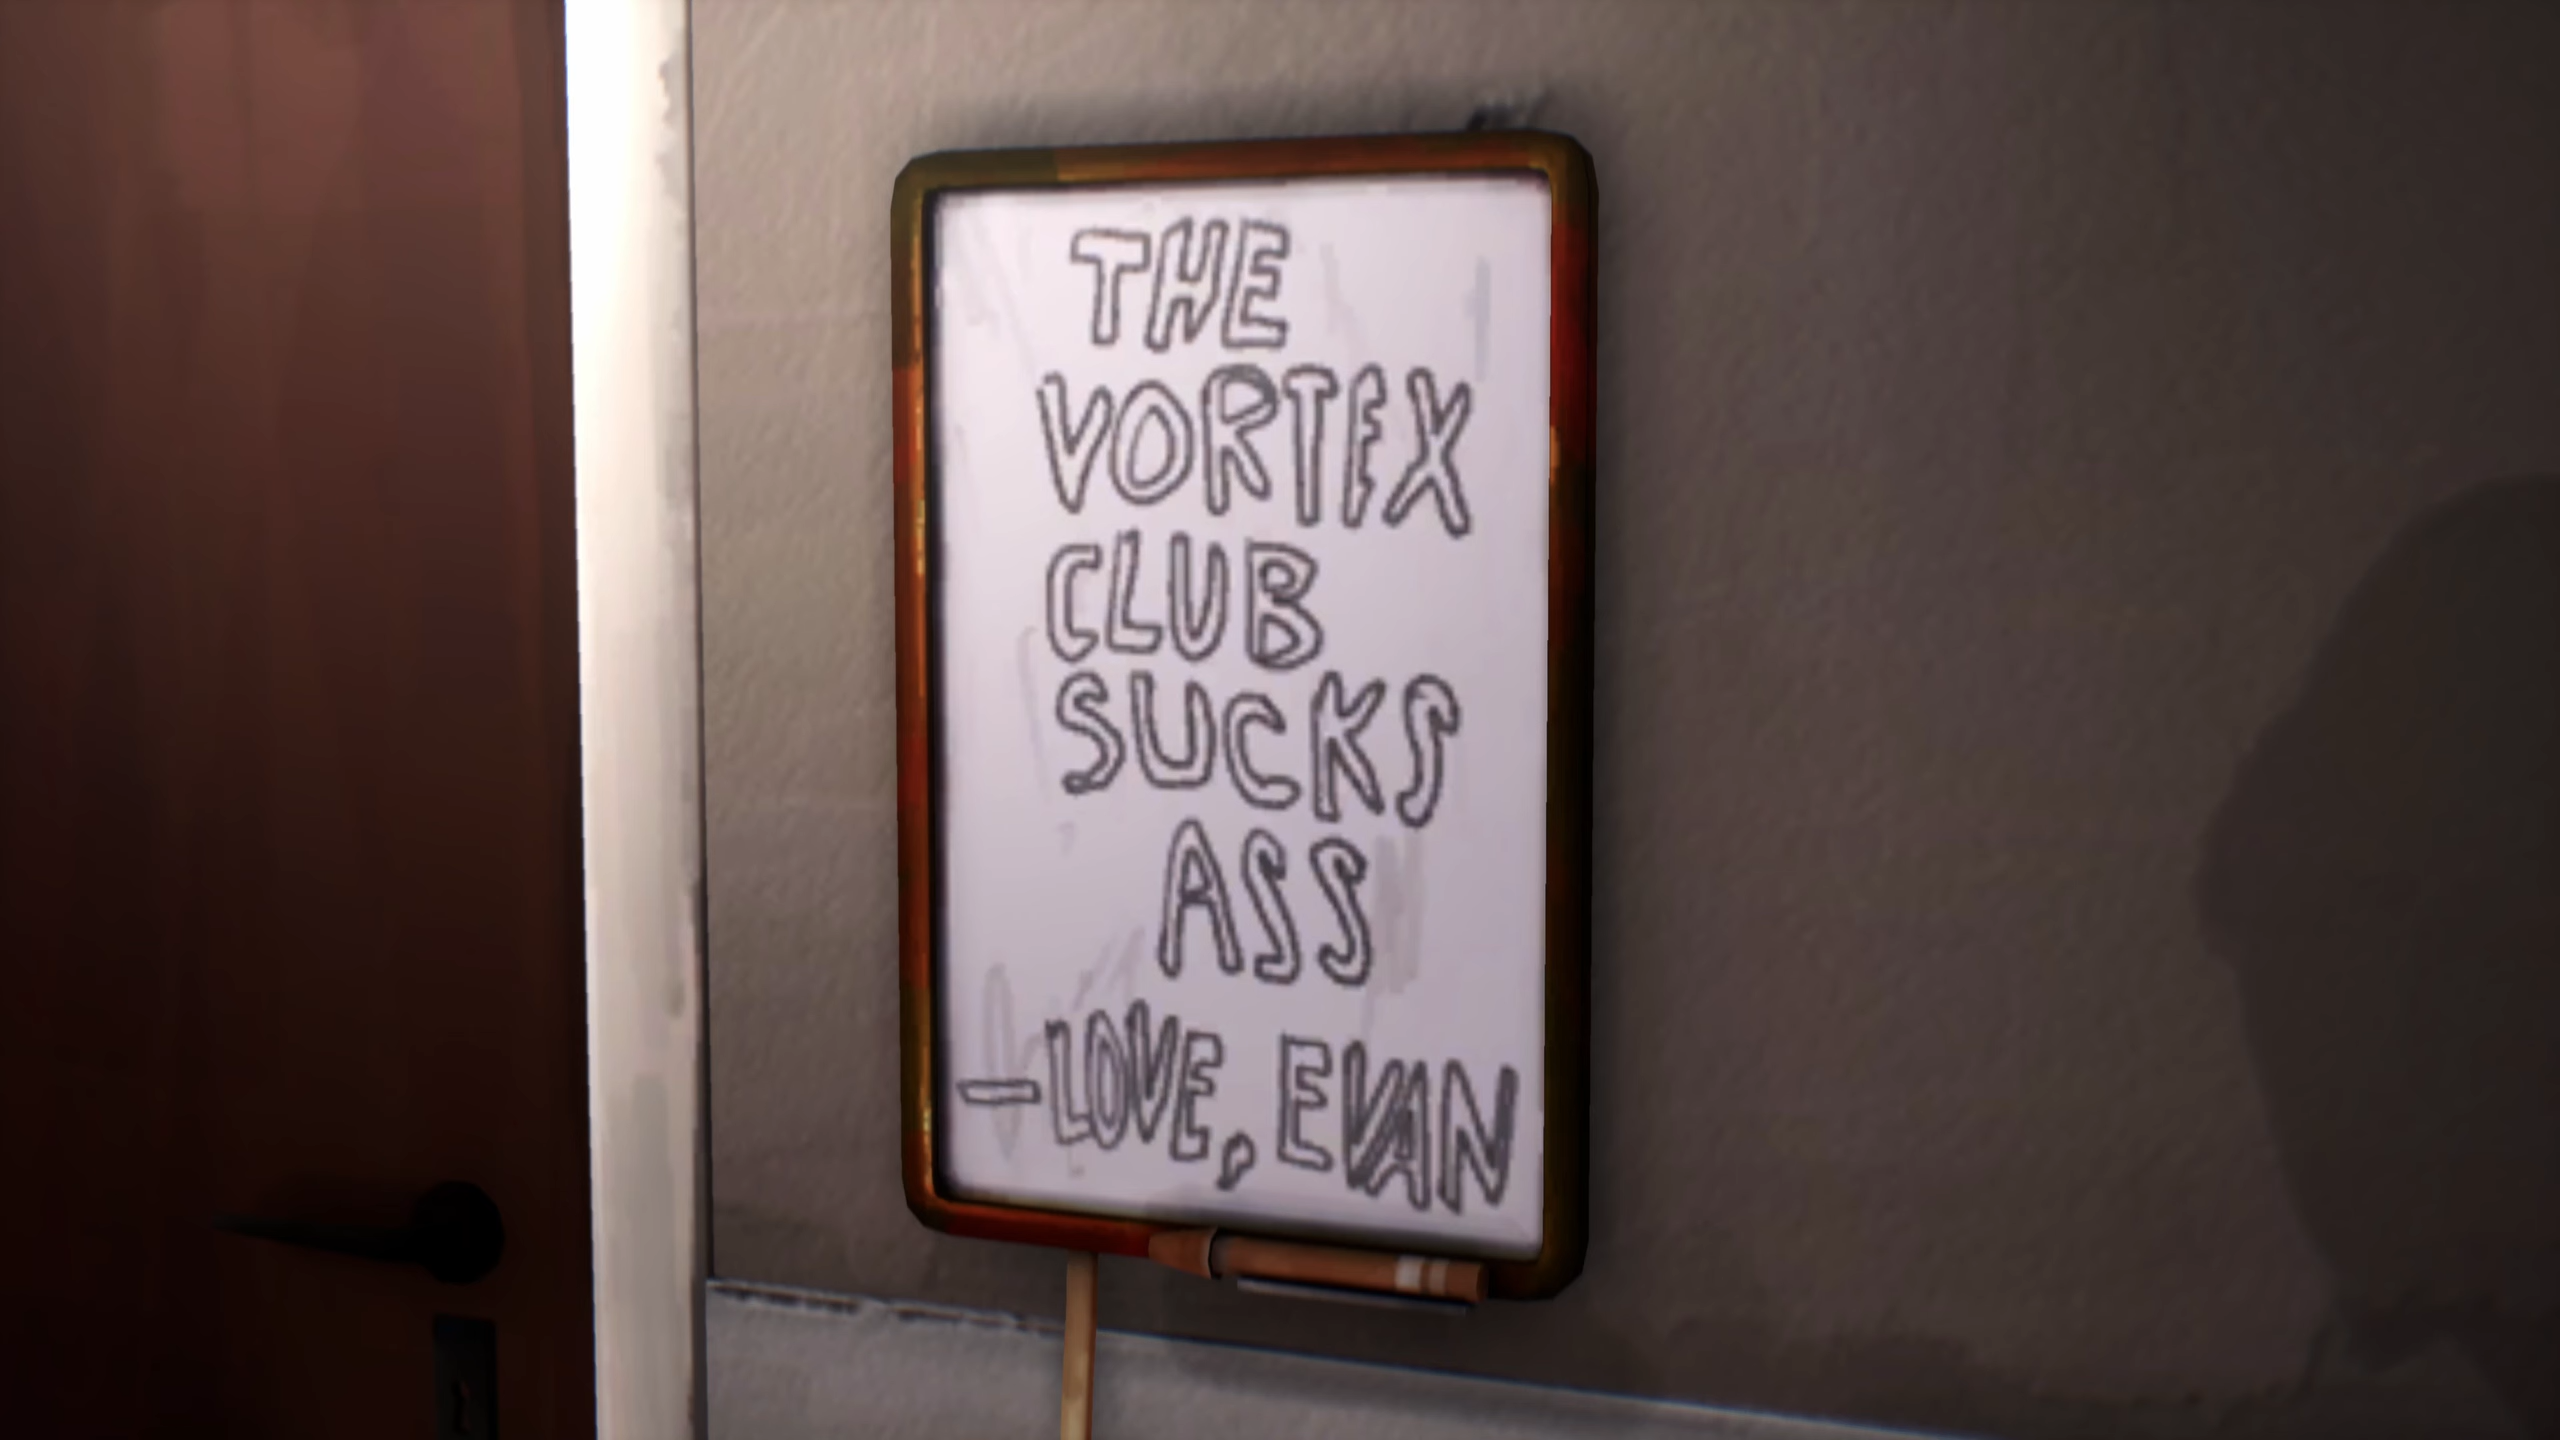 THE
VORTEX
CLUB
SUCKS
ASS
—LOVE, EVAN